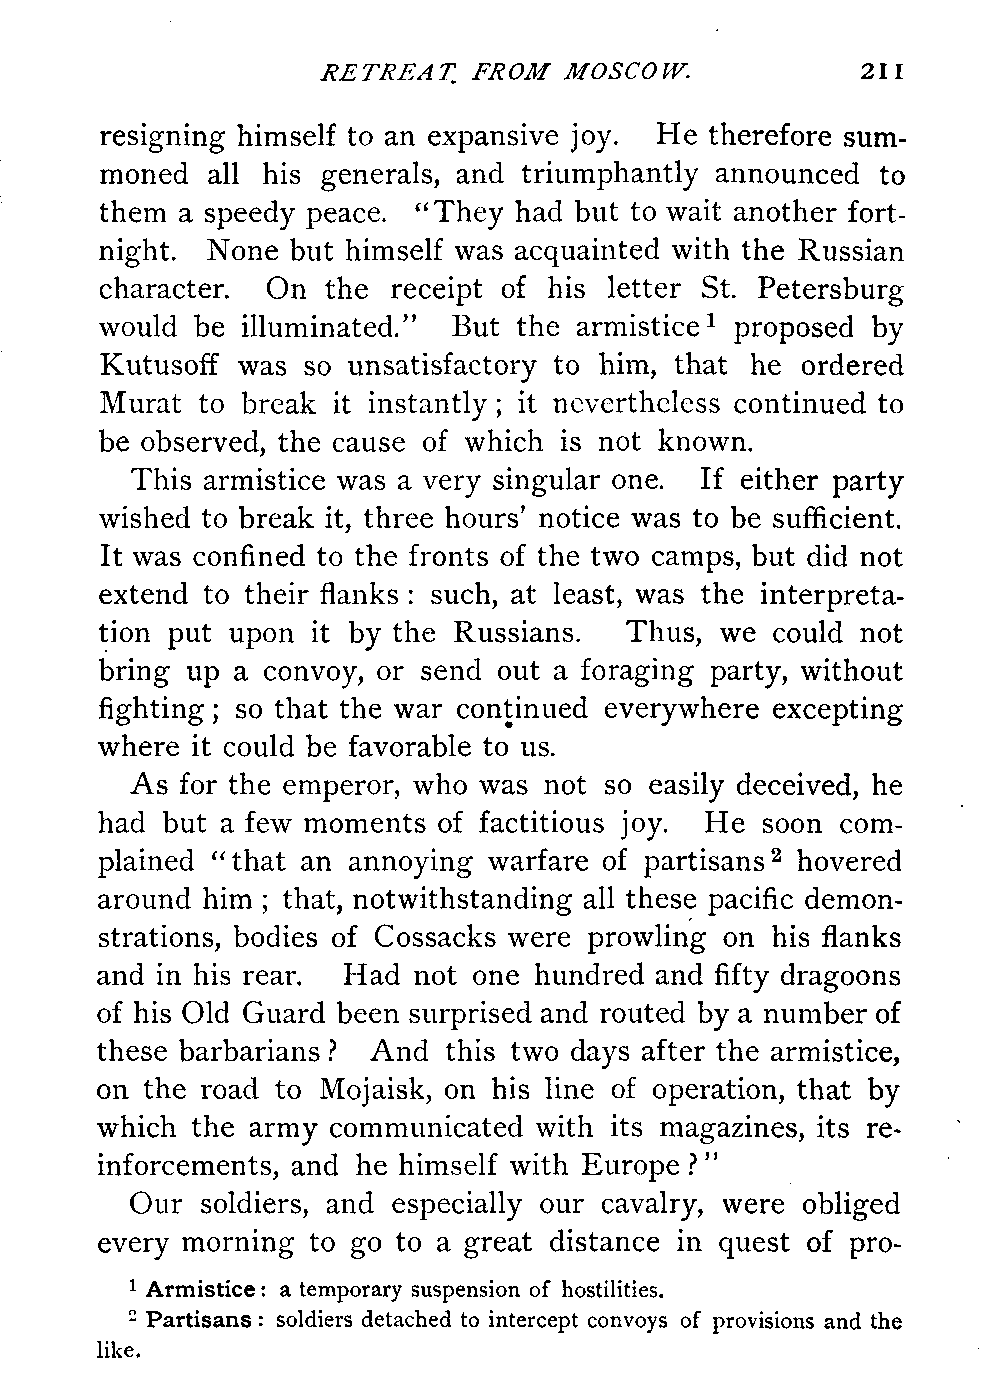 RETREAT FROM MOSCOW. 211
resigning himself to an expansive joy. He therefore sum-
moned all his generals, and triumphantly announced to
them a speedy peace. “They had but to wait another fort-
night. None but himself was acquainted with the Russian
character. On the receipt of his letter St. Petersburg
would be illuminated.” But the armistice¹ proposed by
Kutusoff was so unsatisfactory to him, that he ordered
Murat to break it instantly; it nevertheless continued to
be observed, the cause of which is not known.
This armistice was a very singular one. If either party
wished to break it, three hours’ notice was to be sufficient.
It was confined to the fronts of the two camps, but did not
extend to their flanks: such, at least, was the interpreta-
tion put upon it by the Russians. Thus, we could not
bring up a convoy, or send out a foraging party, without
fighting; so that the war continued everywhere excepting
where it could be favorable to us.
As for the emperor, who was not so easily deceived, he
had but a few moments of factitious joy. He soon com-
plained “that an annoying warfare of partisans² hovered
around him; that, notwithstanding all these pacific demon-
strations, bodies of Cossacks were prowling on his flanks
and in his rear. Had not one hundred and fifty dragoons
of his Old Guard been surprised and routed by a number of
these barbarians? And this two days after the armistice,
on the road to Mojaisk, on his line of operation, that by
which the army communicated with its magazines, its re-
inforcements, and he himself with Europe?”
Our soldiers, and especially our cavalry, were obliged
every morning to go to a great distance in quest of pro-
¹ Armistice: a temporary suspension of hostilities.
² Partisans: soldiers detached to intercept convoys of provisions and the
like.